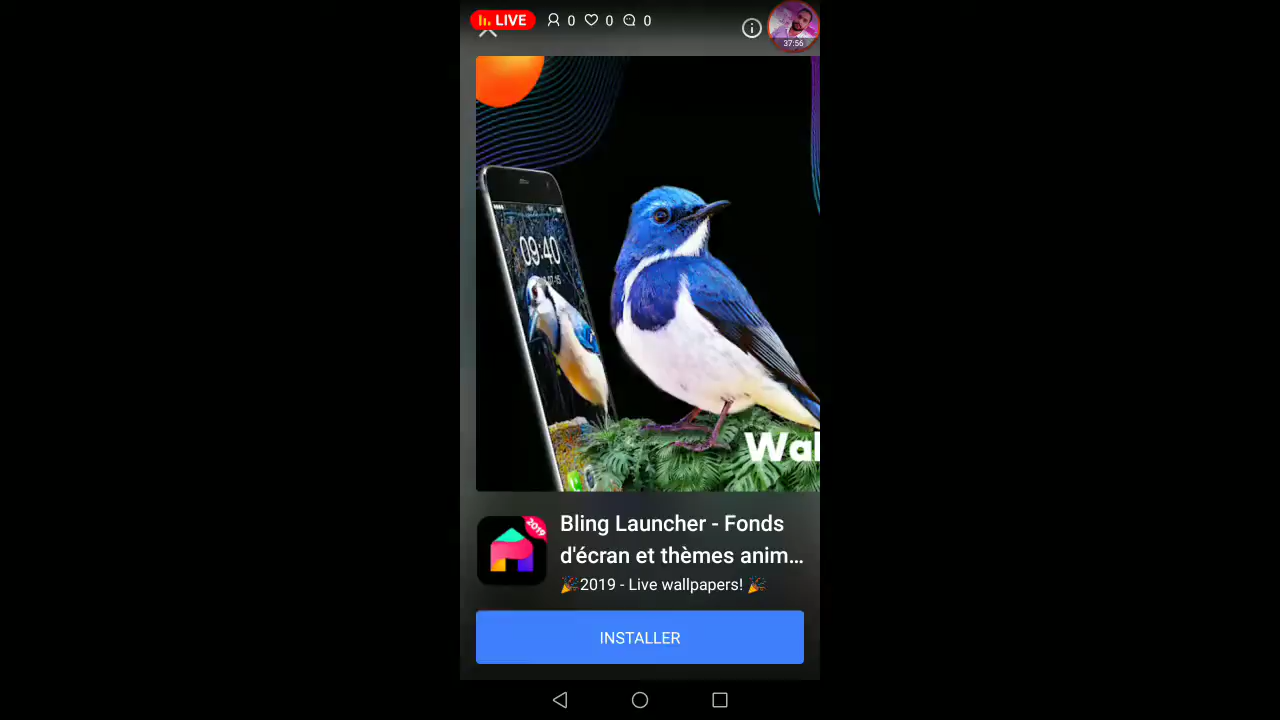 LIVE 0 0 0
37:56
09:40
Wal
Bling Launcher - Fonds
d'écran et thèmes anim…
2019
🎉2019 - Live wallpapers! 🎉
INSTALLER